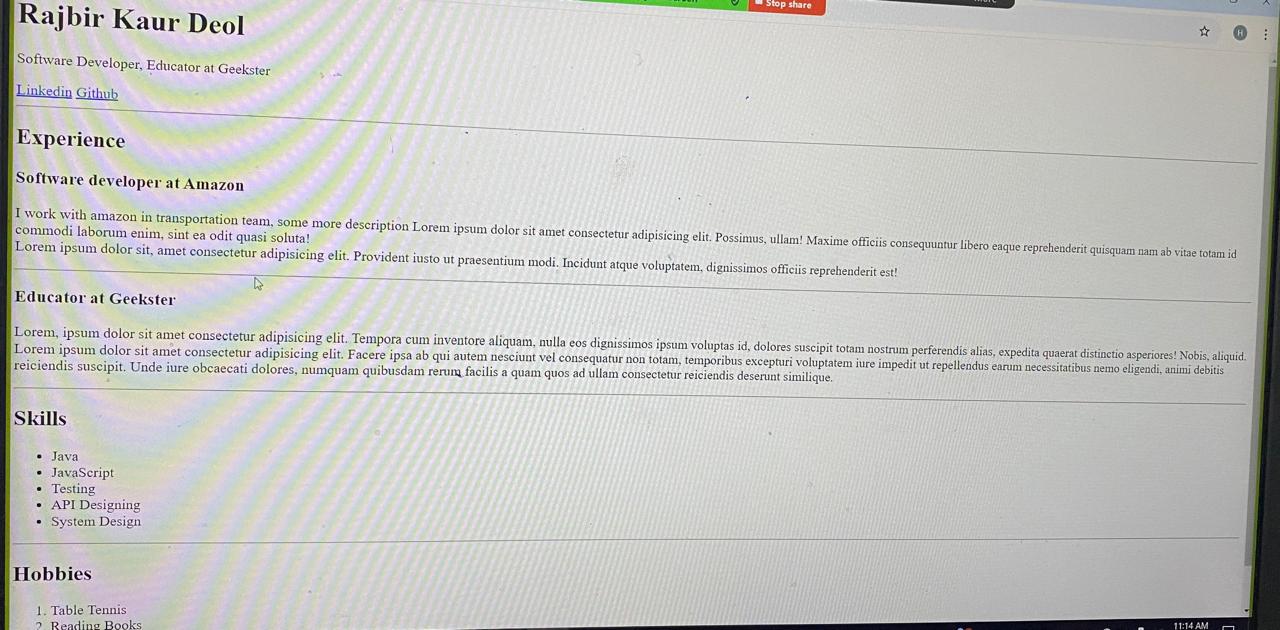 Stop share
Rajbir Kaur Deol
H
Software Developer, Educator at Geekster
Linkedin Github
Experience
Software developer at Amazon
I work with amazon in transportation team, some more description Lorem ipsum dolor sit amet consectetur adipisicing elit. Possimus, ullam! Maxime officiis consequuntur libero eaque reprehenderit quisquam nam ab vitae totam id
commodi laborum enim, sint ea odit quasi soluta!
Lorem ipsum dolor sit, amet consectetur adipisicing elit. Provident iusto ut praesentium modi. Incidunt atque voluptatem, dignissimos officiis reprehenderit est!
Educator at Geekster
Lorem, ipsum dolor sit amet consectetur adipisicing elit. Tempora cum inventore aliquam, nulla eos dignissimos ipsum voluptas id, dolores suscipit totam nostrum perferendis alias, expedita quaerat distinctio asperiores! Nobis, aliquid.
Lorem ipsum dolor sit amet consectetur adipisicing elit. Facere ipsa ab qui autem nesciunt vel consequatur non totam, temporibus excepturi voluptatem iure impedit ut repellendus earum necessitatibus nemo eligendi, animi debitis
reiciendis suscipit. Unde iure obcaecati dolores, numquam quibusdam rerum facilis a quam quos ad ullam consectetur reiciendis deserunt similique.
Skills
• Java
• JavaScript
• Testing
• API Designing
• System Design
Hobbies
1. Table Tennis
2. Reading Books
11:14 AM